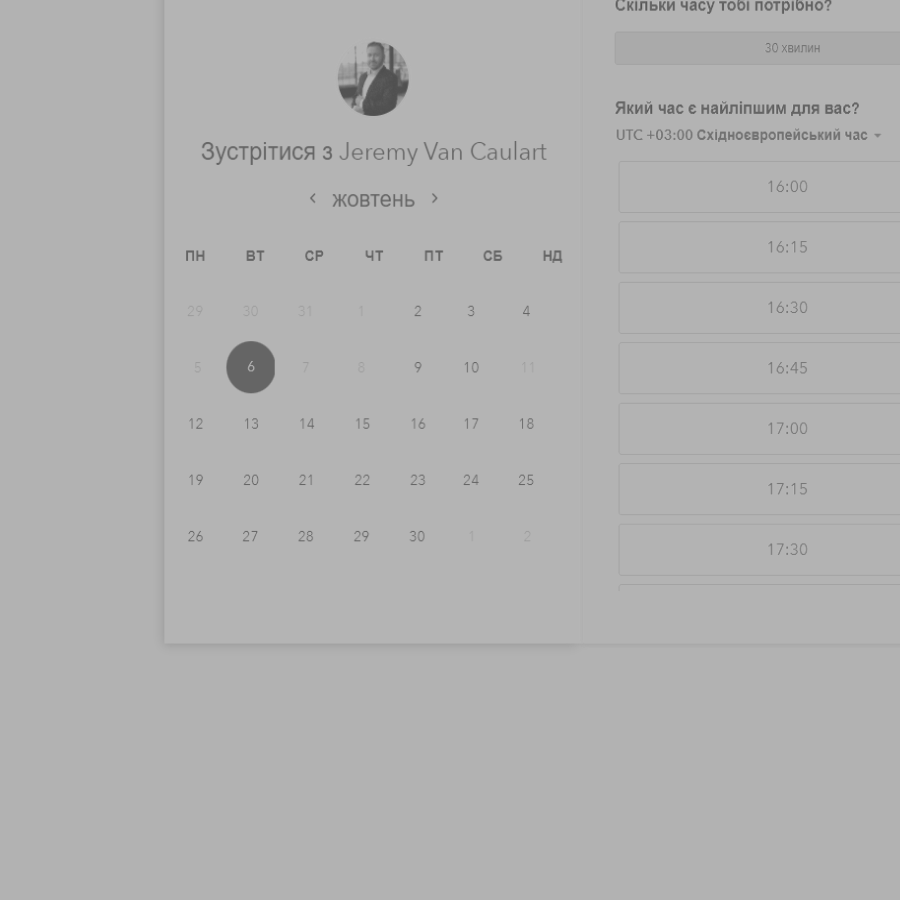 Зустрітися з Jeremy Van Caulart
жовтень
ПН ВТ СР ЧТ ПТ СБ НД
29 30 31 1 2 3 4
5 6 7 8 9 10 11
12 13 14 15 16 17 18
19 20 21 22 23 24 25
26 27 28 29 30 1 2
Скільки часу тобі потрібно?
30 хвилин
Який час є найліпшим для вас?
UTC +03:00 Східноєвропейський час
16:00
16:15
16:30
16:45
17:00
17:15
17:30